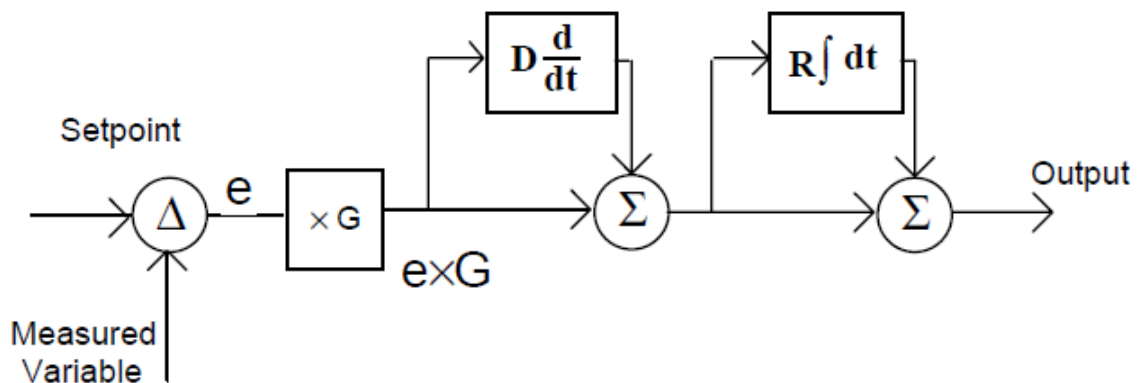 D d/dt
R∫ dt
Setpoint
Δ
e
× G
e×G
Σ
Σ
Output
Measured
Variable